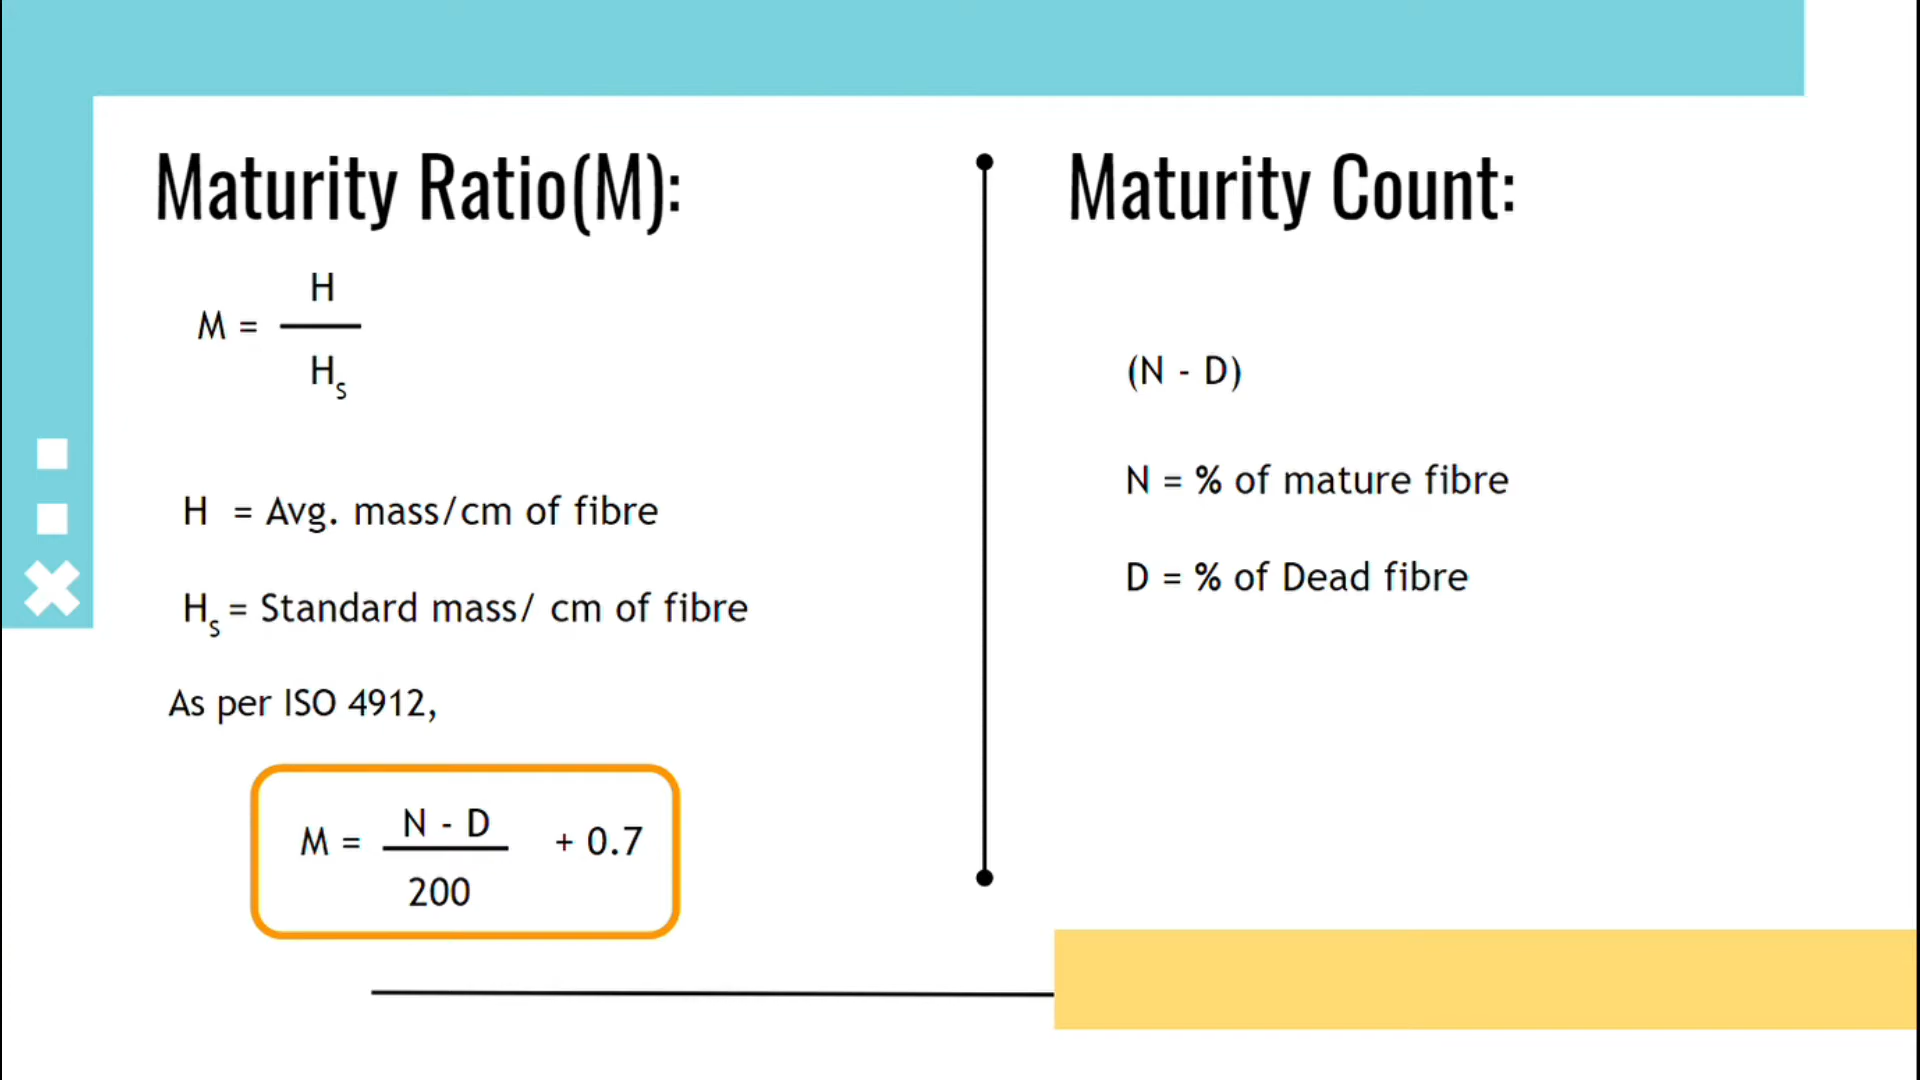 Maturity Ratio(M):
M = H / Hs
H = Avg. mass/cm of fibre
Hs = Standard mass/ cm of fibre
As per ISO 4912,
M = N - D / 200 + 0.7
Maturity Count:
(N - D)
N = % of mature fibre
D = % of Dead fibre